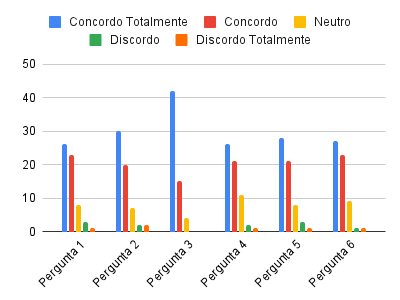 Concordo Totalmente Concordo Neutro
Discordo Discordo Totalmente
50
40
30
20
10
0
Pergunta 1 Pergunta 2 Pergunta 3 Pergunta 4 Pergunta 5 Pergunta 6